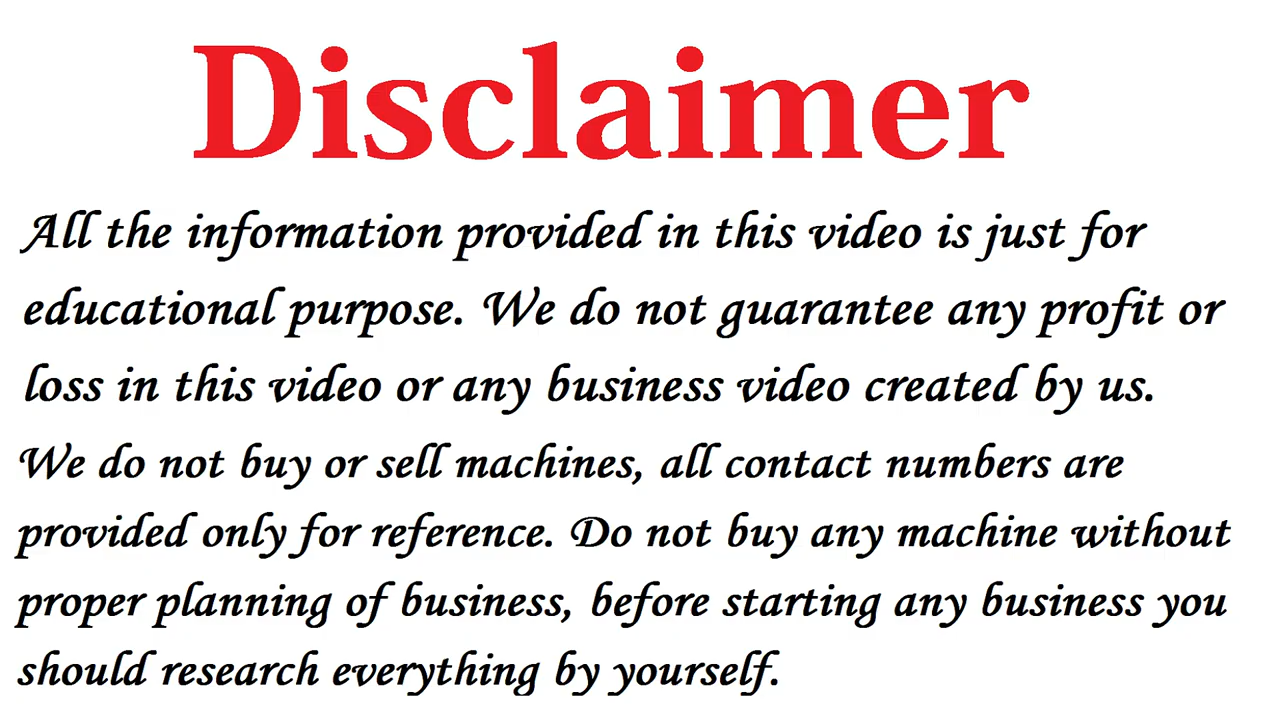 Disclaimer
All the information provided in this video is just for
educational purpose. We do not guarantee any profit or
loss in this video or any business video created by us.
We do not buy or sell machines, all contact numbers are
provided only for reference. Do not buy any machine without
proper planning of business, before starting any business you
should research everything by yourself.